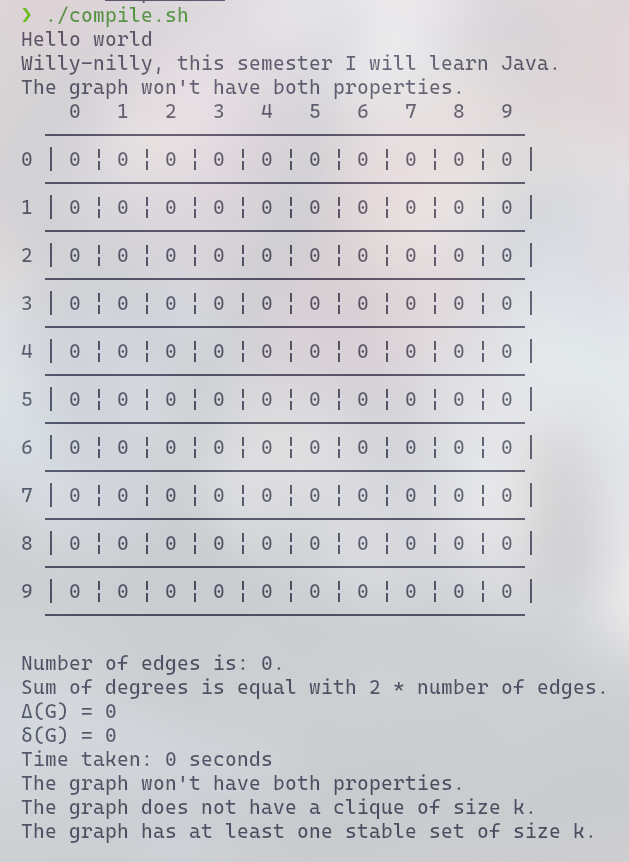 ❯ ./compile.sh
Hello world
Willy-nilly, this semester I will learn Java.
The graph won't have both properties.
0 1 2 3 4 5 6 7 8 9
0 | 0 ¦ 0 ¦ 0 ¦ 0 ¦ 0 ¦ 0 ¦ 0 ¦ 0 ¦ 0 ¦ 0 |
1 | 0 ¦ 0 ¦ 0 ¦ 0 ¦ 0 ¦ 0 ¦ 0 ¦ 0 ¦ 0 ¦ 0 |
2 | 0 ¦ 0 ¦ 0 ¦ 0 ¦ 0 ¦ 0 ¦ 0 ¦ 0 ¦ 0 ¦ 0 |
3 | 0 ¦ 0 ¦ 0 ¦ 0 ¦ 0 ¦ 0 ¦ 0 ¦ 0 ¦ 0 ¦ 0 |
4 | 0 ¦ 0 ¦ 0 ¦ 0 ¦ 0 ¦ 0 ¦ 0 ¦ 0 ¦ 0 ¦ 0 |
5 | 0 ¦ 0 ¦ 0 ¦ 0 ¦ 0 ¦ 0 ¦ 0 ¦ 0 ¦ 0 ¦ 0 |
6 | 0 ¦ 0 ¦ 0 ¦ 0 ¦ 0 ¦ 0 ¦ 0 ¦ 0 ¦ 0 ¦ 0 |
7 | 0 ¦ 0 ¦ 0 ¦ 0 ¦ 0 ¦ 0 ¦ 0 ¦ 0 ¦ 0 ¦ 0 |
8 | 0 ¦ 0 ¦ 0 ¦ 0 ¦ 0 ¦ 0 ¦ 0 ¦ 0 ¦ 0 ¦ 0 |
9 | 0 ¦ 0 ¦ 0 ¦ 0 ¦ 0 ¦ 0 ¦ 0 ¦ 0 ¦ 0 ¦ 0 |
Number of edges is: 0.
Sum of degrees is equal with 2 * number of edges.
Δ(G) = 0
δ(G) = 0
Time taken: 0 seconds
The graph won't have both properties.
The graph does not have a clique of size k.
The graph has at least one stable set of size k.